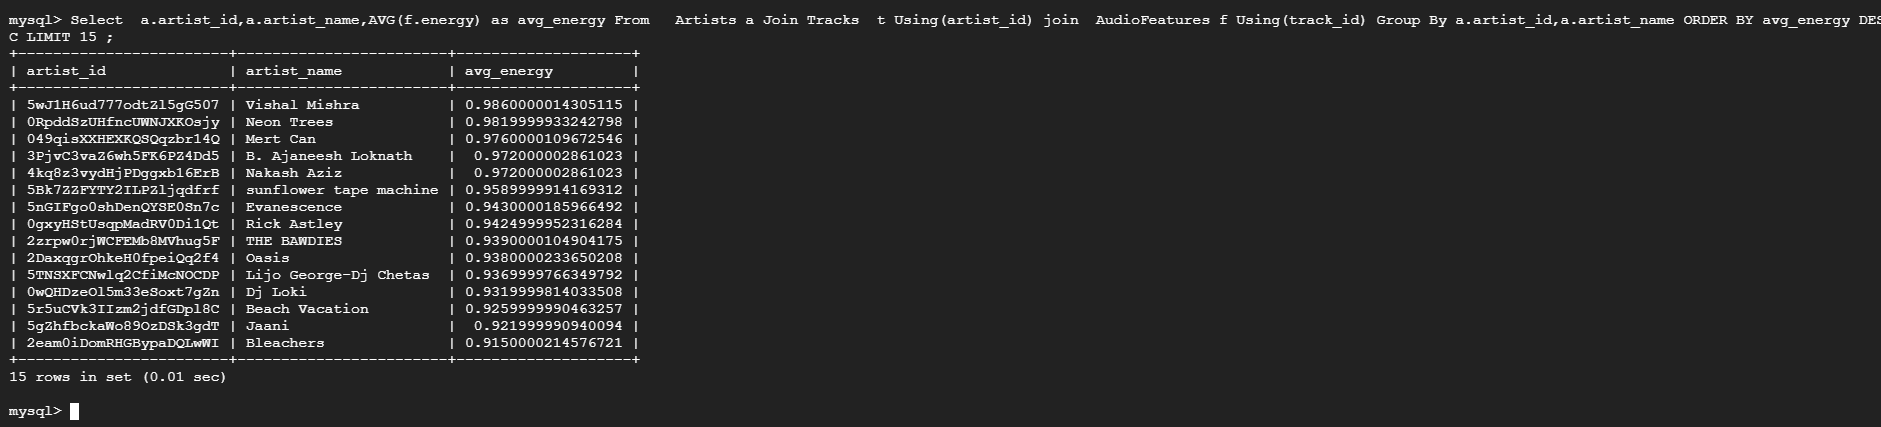 mysql> Select  a.artist_id,a.artist_name,AVG(f.energy) as avg_energy From   Artists a Join Tracks  t Using(artist_id) join  AudioFeatures f Using(track_id) Group By a.artist_id,a.artist_name ORDER BY avg_energy DES
C LIMIT 15 ;
+------------------------+------------------------+--------------------+
| artist_id              | artist_name            | avg_energy         |
+------------------------+------------------------+--------------------+
| 5wJ1H6ud777odtZl5gG507 | Vishal Mishra          | 0.9860000014305115 |
| 0RpddSzUHfncUWNJXKOsjy | Neon Trees             | 0.9819999933242798 |
| 049qisXXHEXKQSQqzbr14Q | Mert Can               | 0.9760000109672546 |
| 3PjvC3vaZ6wh5FK6PZ4Dd5 | B. Ajaneesh Loknath    |  0.972000002861023 |
| 4kq8z3vydHjPDggxb16ErB | Nakash Aziz            |  0.972000002861023 |
| 5Bk7ZZFYTY2ILPZljqdfrf | sunflower tape machine | 0.9589999914169312 |
| 5nGIFgo0shDenQYSE0Sn7c | Evanescence            | 0.9430000185966492 |
| 0gxyHStUsqpMadRV0Di1Qt | Rick Astley            | 0.9424999952316284 |
| 2zrpw0rjWCFEMb8MVhug5F | THE BAWDIES            | 0.9390000104904175 |
| 2DaxqgrOhkeH0fpeiQq2f4 | Oasis                  | 0.9380000233650208 |
| 5TNSXFCNwlq2CfiMcNOCDP | Lijo George-Dj Chetas  | 0.9369999766349792 |
| 0wQHDzeOl5m33eSoxt7gZn | Dj Loki                | 0.9319999814033508 |
| 5r5uCVk3IIzm2jdfGDpl8C | Beach Vacation         | 0.9259999990463257 |
| 5gZhfbckaWo89OzDSk3gdT | Jaani                  |  0.921999990940094 |
| 2eam0iDomRHGBypaDQLwWI | Bleachers              | 0.9150000214576721 |
+------------------------+------------------------+--------------------+
15 rows in set (0.01 sec)
mysql>